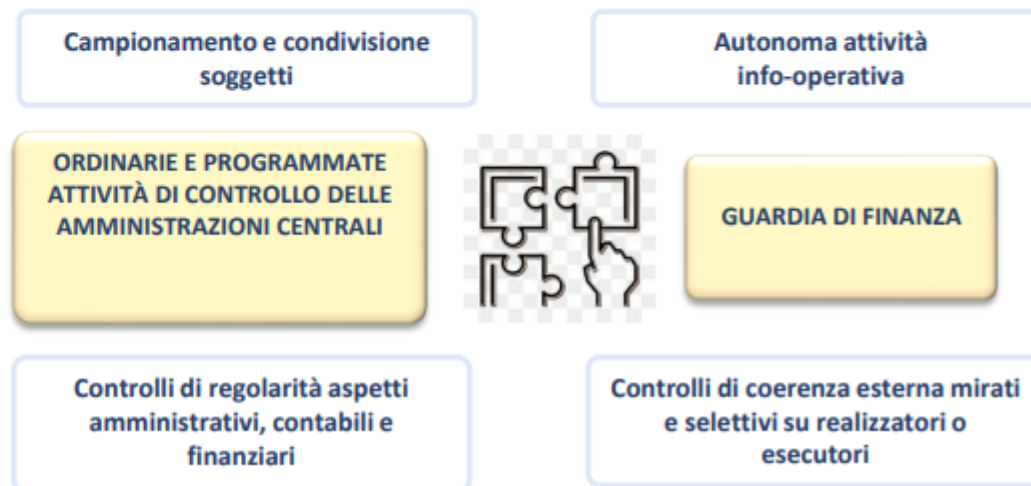 Campionamento e condivisione
soggetti
Autonoma attività
info-operativa
ORDINARIE E PROGRAMMATE
ATTIVITÀ DI CONTROLLO DELLE
AMMINISTRAZIONI CENTRALI
GUARDIA DI FINANZA
Controlli di regolarità aspetti
amministrativi, contabili e
finanziari
Controlli di coerenza esterna mirati
e selettivi su realizzatori o
esecutori